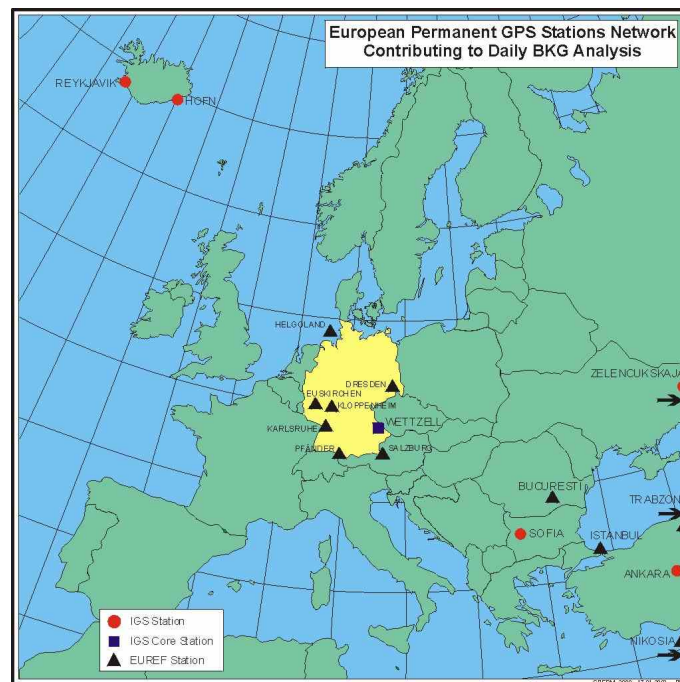 European Permanent GPS Stations Network
Contributing to Daily BKG Analysis
REYKJAVIK
HOFN
HELGOLAND
DRESDEN
EUSKIRCHEN
KLOPPENHEIM
KARLSRUHE
WETTZELL
PFÄNDER
SALZBURG
ZELENCUKSKAJA
BUCURESTI
TRABZON
SOFIA
ISTANBUL
ANKARA
NIKOSIA
IGS Station
IGS Core Station
EUREF Station